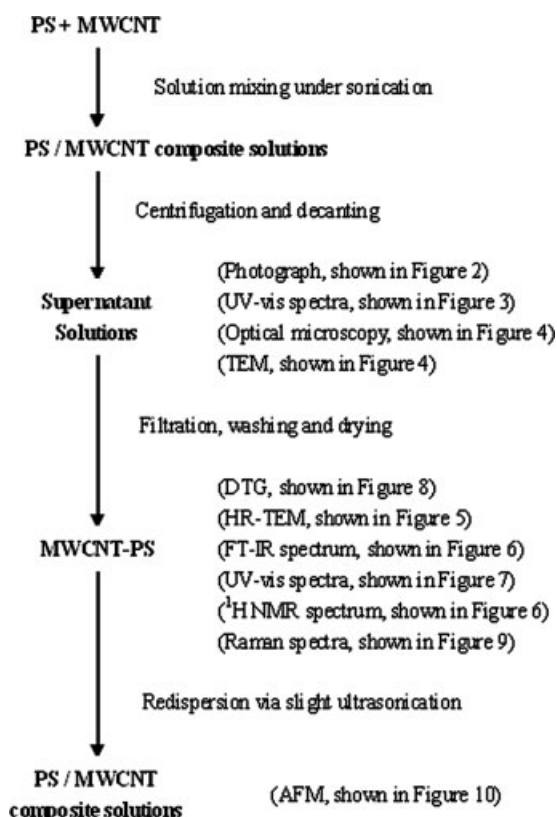 PS + MWCNT
Solution mixing under sonication
PS / MWCNT composite solutions
Centrifugation and decanting
Supernatant
Solutions
(Photograph, shown in Figure 2)
(UV-vis spectra, shown in Figure 3)
(Optical microscopy, shown in Figure 4)
(TEM, shown in Figure 4)
Filtration, washing and drying
MWCNT-PS
(DTG, shown in Figure 8)
(HR-TEM, shown in Figure 5)
(FT-IR spectrum, shown in Figure 6)
(UV-vis spectra, shown in Figure 7)
(¹H NMR spectrum, shown in Figure 6)
(Raman spectra, shown in Figure 9)
Redispersion via slight ultrasonication
PS / MWCNT
composite solutions
(AFM, shown in Figure 10)